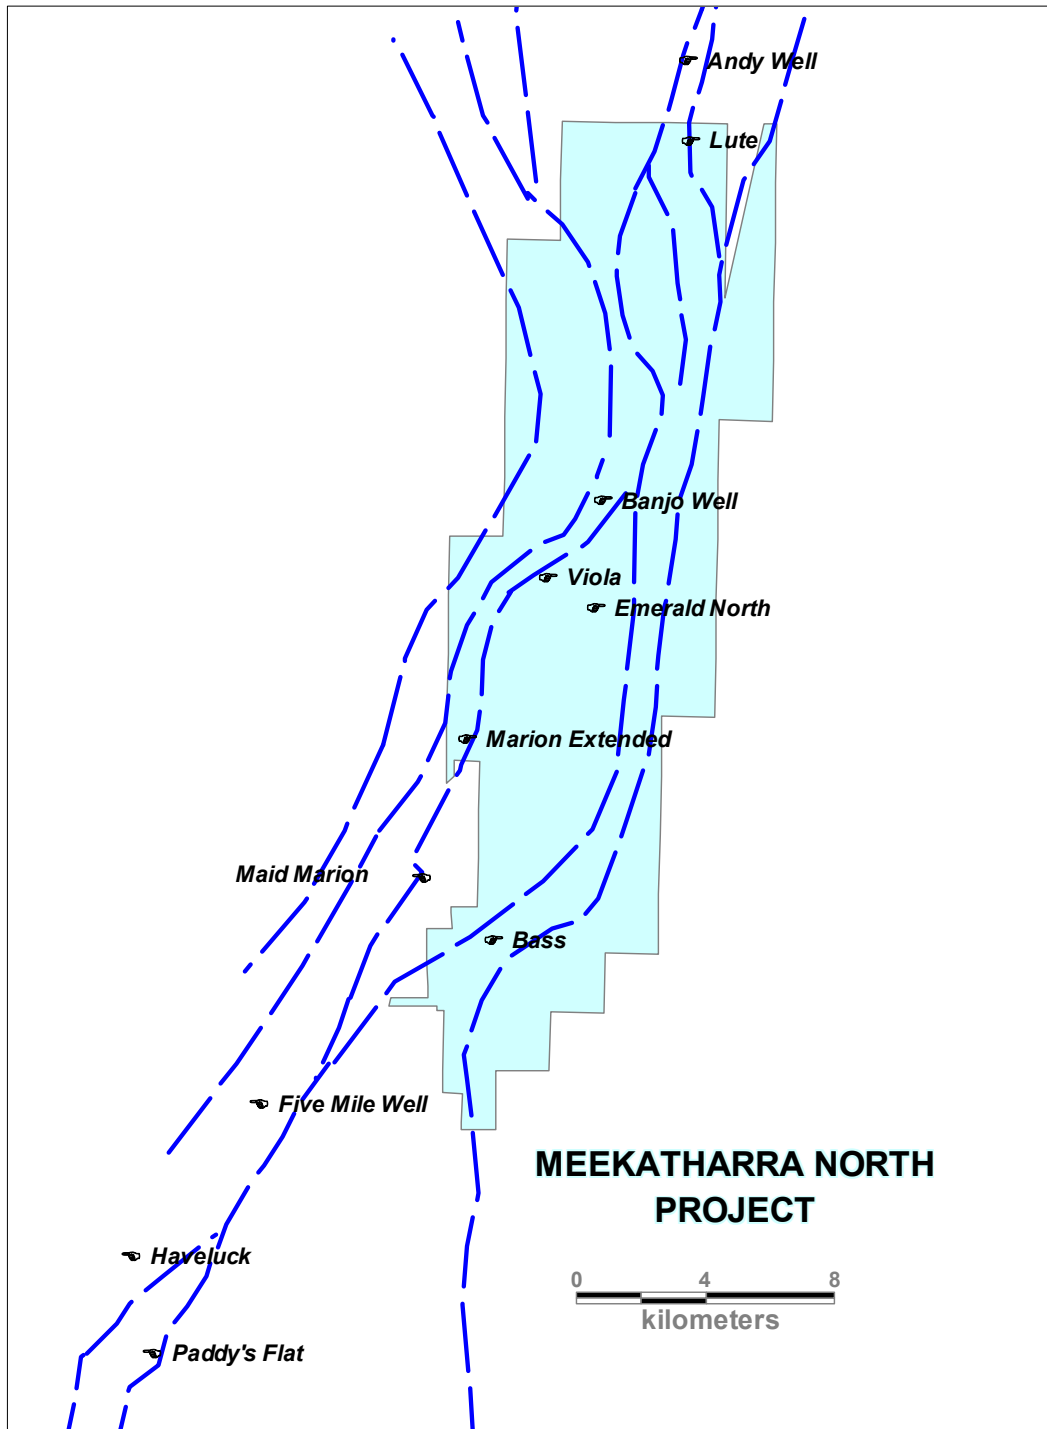 Andy Well
Lute
Banjo Well
Viola
Emerald North
Marion Extended
Maid Marion
Bass
Five Mile Well
MEEKATHARRA NORTH
PROJECT
Haveluck
0 4 8
kilometers
Paddy's Flat